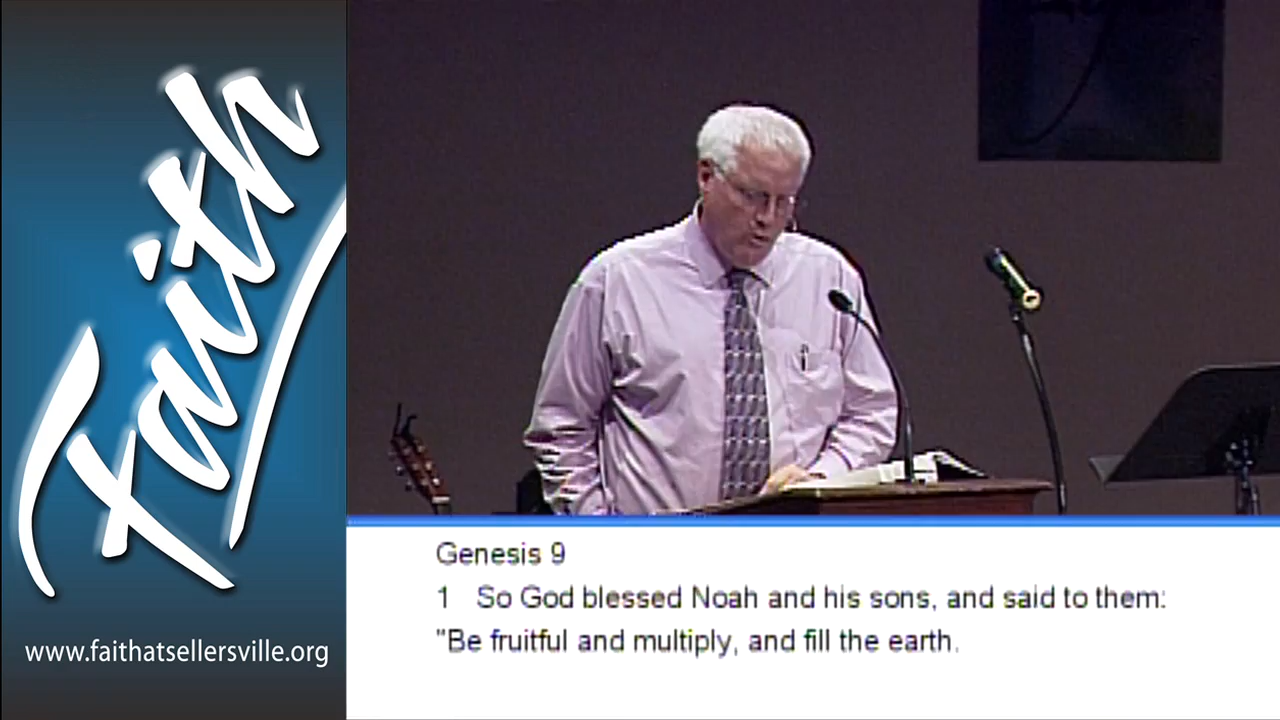 Faith
www.faithatsellersville.org
Genesis 9
1 So God blessed Noah and his sons, and said to them:
"Be fruitful and multiply, and fill the earth.